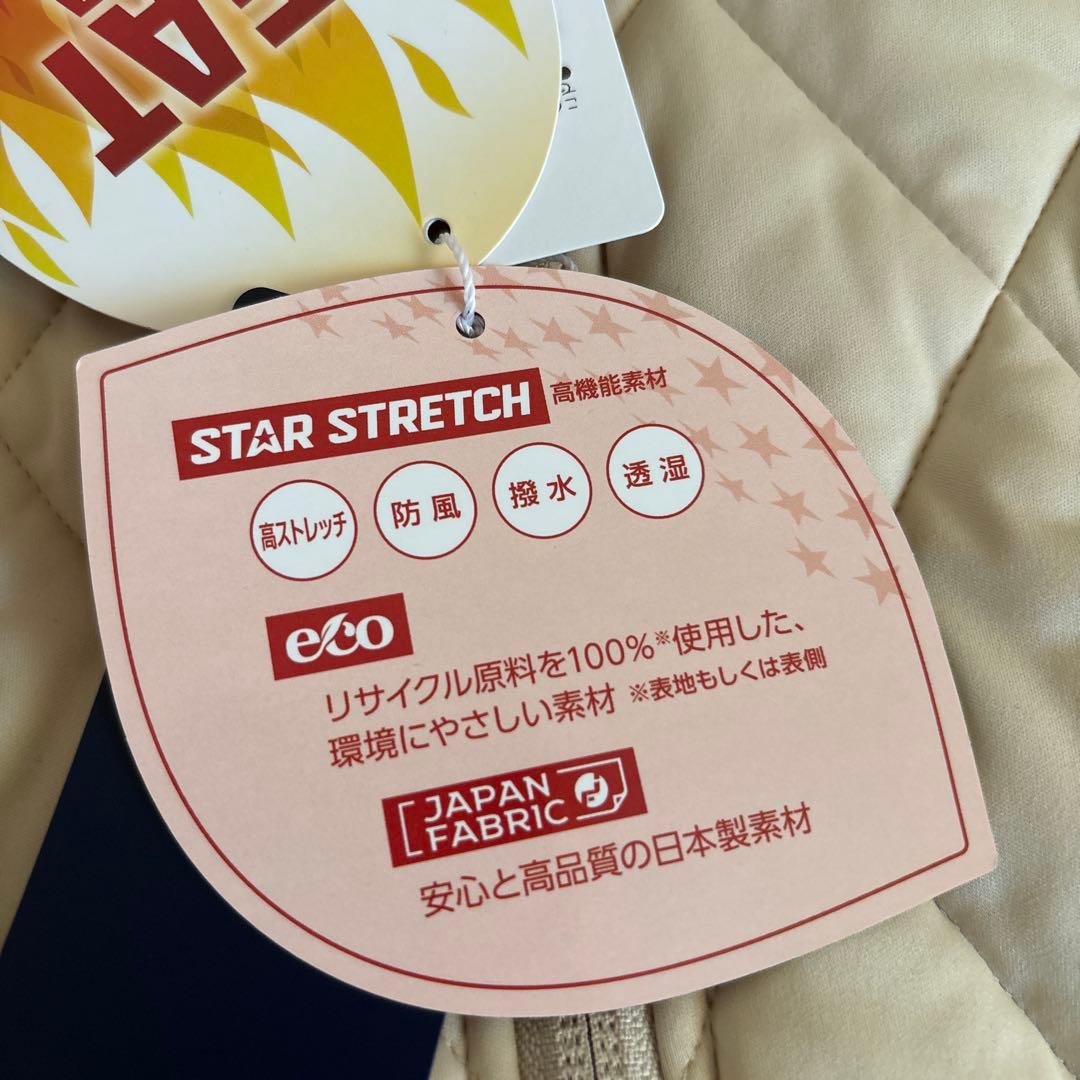 EAT
STAR STRETCH 高機能素材
高ストレッチ 防風 撥水 透湿
eco
リサイクル原料を100%※使用した、
環境にやさしい素材 ※表地もしくは表側
JAPAN
FABRIC
安心と高品質の日本製素材